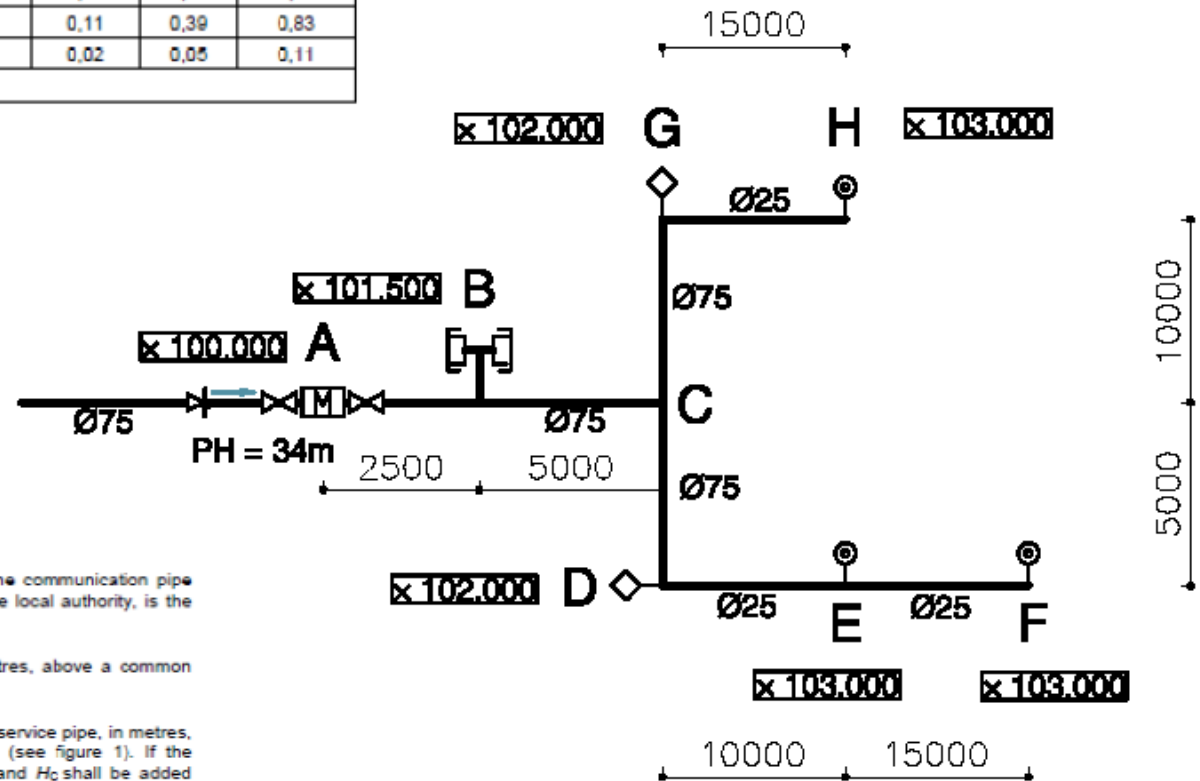 0,11 0,39 0,83
0,02 0,05 0,11
15000
× 102.000 G H × 103.000
Ø25
× 101.500 B
Ø75
10000
× 100.000 A
M
C
Ø75
Ø75
PH = 34m
2500 5000
Ø75
5000
he communication pipe
e local authority, is the
× 102.000 D
Ø25 Ø25
E F
tres, above a common
× 103.000 × 103.000
service pipe, in metres,
(see figure 1). If the
and HC shall be added
10000 15000